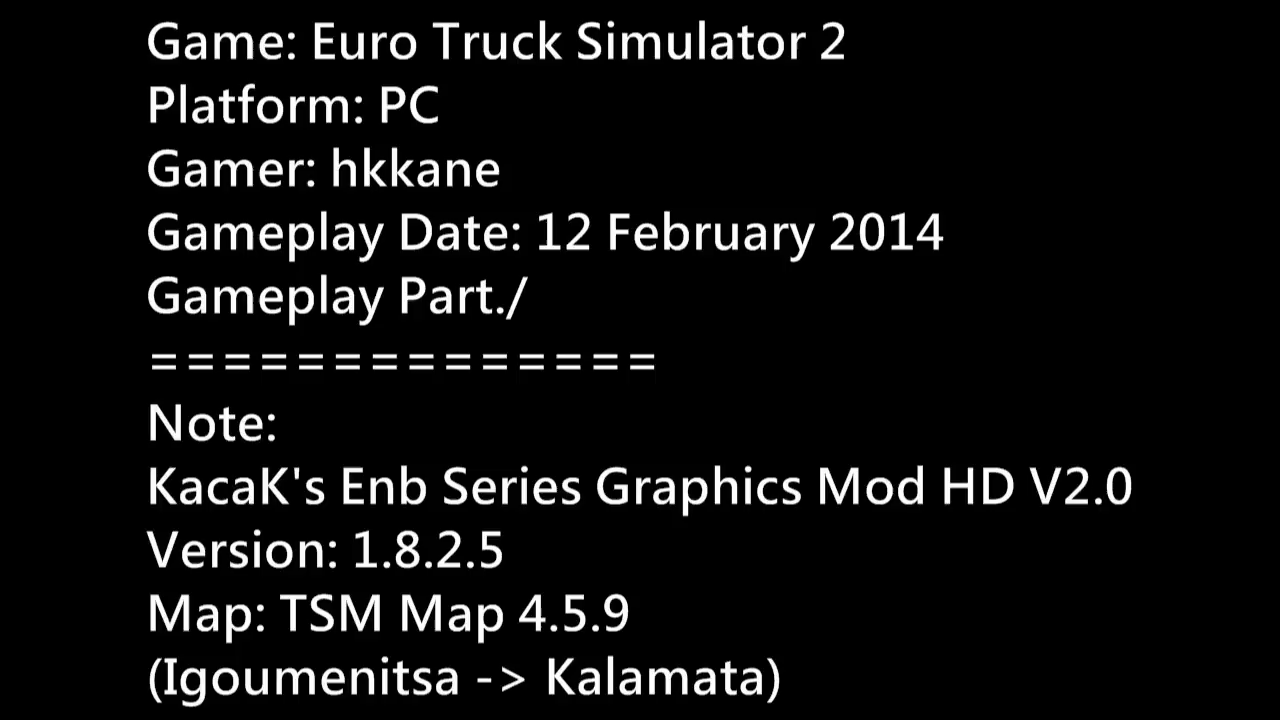 Game: Euro Truck Simulator 2
Platform: PC
Gamer: hkkane
Gameplay Date: 12 February 2014
Gameplay Part./
==============
Note:
KacaK's Enb Series Graphics Mod HD V2.0
Version: 1.8.2.5
Map: TSM Map 4.5.9
(Igoumenitsa -> Kalamata)